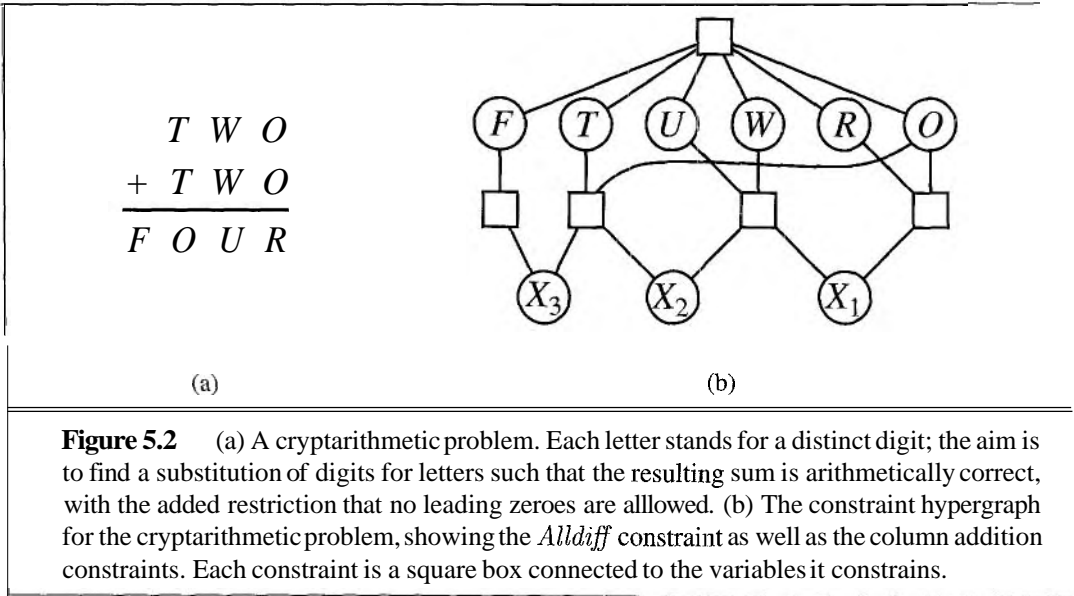 T W O
+ T W O
F O U R
(a)
F T U W R O
X₃ X₂ X₁
(b)
Figure 5.2 (a) A cryptarithmetic problem. Each letter stands for a distinct digit; the aim is
to find a substitution of digits for letters such that the resulting sum is arithmetically correct,
with the added restriction that no leading zeroes are alllowed. (b) The constraint hypergraph
for the cryptarithmetic problem, showing the Alldiff constraint as well as the column addition
constraints. Each constraint is a square box connected to the variables it constrains.